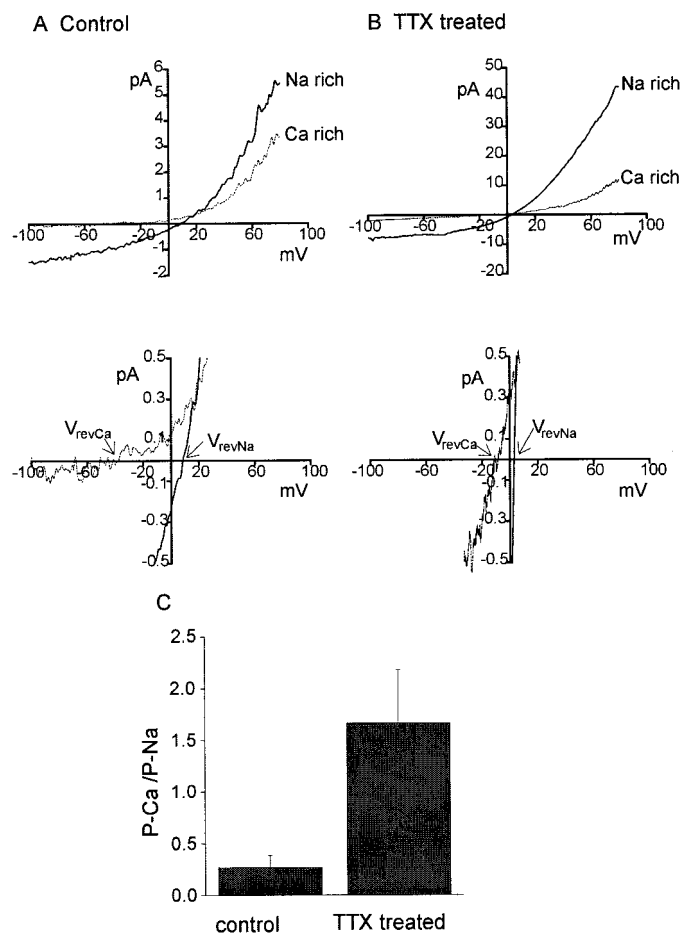 A Control
pA
6
5
4
3
2
1
-1
-2
Na rich
Ca rich
-100 -60 -20 20 60 100
mV
B TTX treated
pA
50
40
30
20
10
-10
-20
Na rich
Ca rich
-100 -60 -20 20 60 100
mV
pA
0.5
0.3
0.1
-0.1
-0.3
-0.5
VrevCa
VrevNa
-100 -60 -20 20 60 100
mV
pA
0.5
0.3
0.1
-0.1
-0.3
-0.5
VrevCa
VrevNa
-100 -60 -20 20 60 100
mV
C
P-Ca /P-Na
2.5
2.0
1.5
1.0
0.5
0.0
control
TTX treated